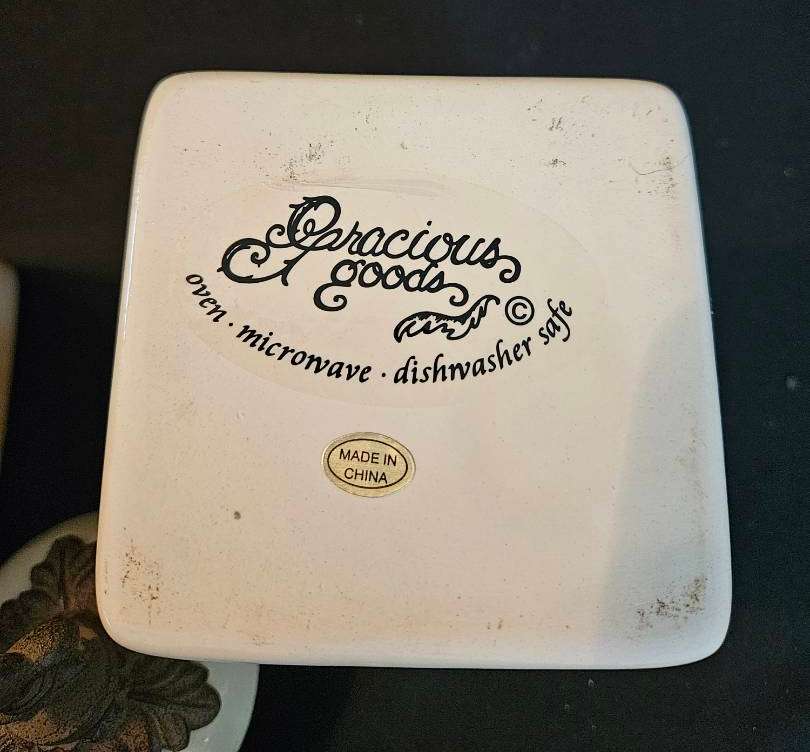 Gracious
goods
©
oven · microwave · dishwasher safe
MADE IN
CHINA